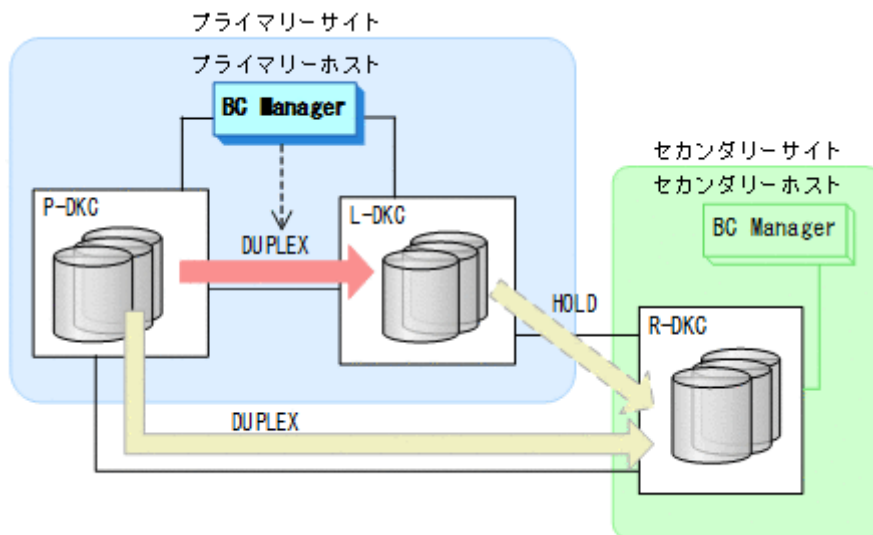 プライマリーサイト
プライマリーホスト
BC Manager
セカンダリーサイト
セカンダリーホスト
BC Manager
P-DKC
L-DKC
DUPLEX
HOLD
R-DKC
DUPLEX